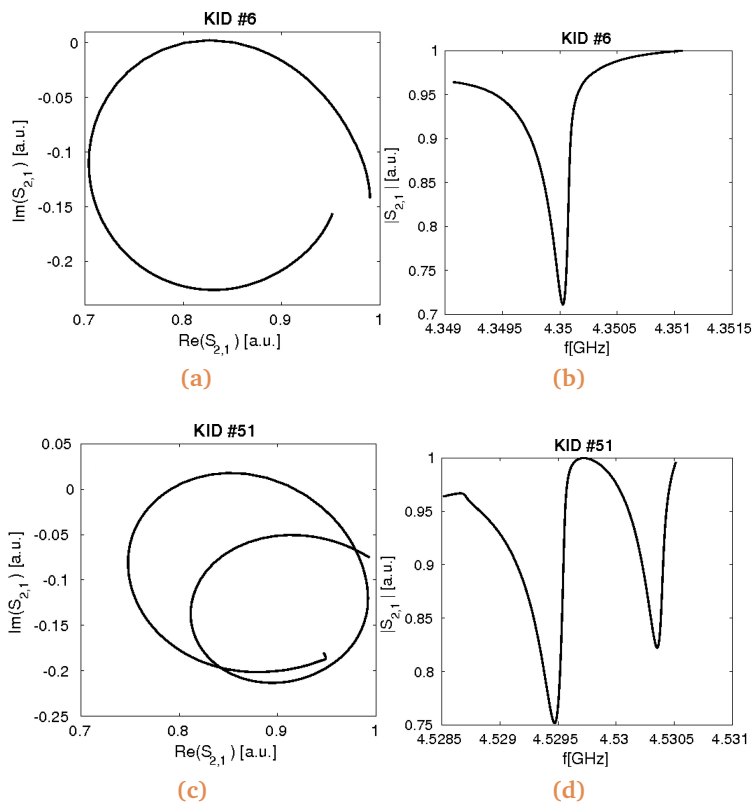 KID #6
0
-0.05
-0.1
-0.15
-0.2
0.7
0.8
0.9
1
Im(S2,1) [a.u.]
Re(S2,1) [a.u.]
(a)
KID #6
1
0.95
0.9
0.85
0.8
0.75
0.7
4.349
4.3495
4.35
4.3505
4.351
4.3515
|S2,1| [a.u.]
f[GHz]
(b)
KID #51
0.05
0
-0.05
-0.1
-0.15
-0.2
-0.25
0.7
0.8
0.9
1
Im(S2,1) [a.u.]
Re(S2,1) [a.u.]
(c)
KID #51
1
0.95
0.9
0.85
0.8
0.75
4.5285
4.529
4.5295
4.53
4.5305
4.531
|S2,1| [a.u.]
f[GHz]
(d)